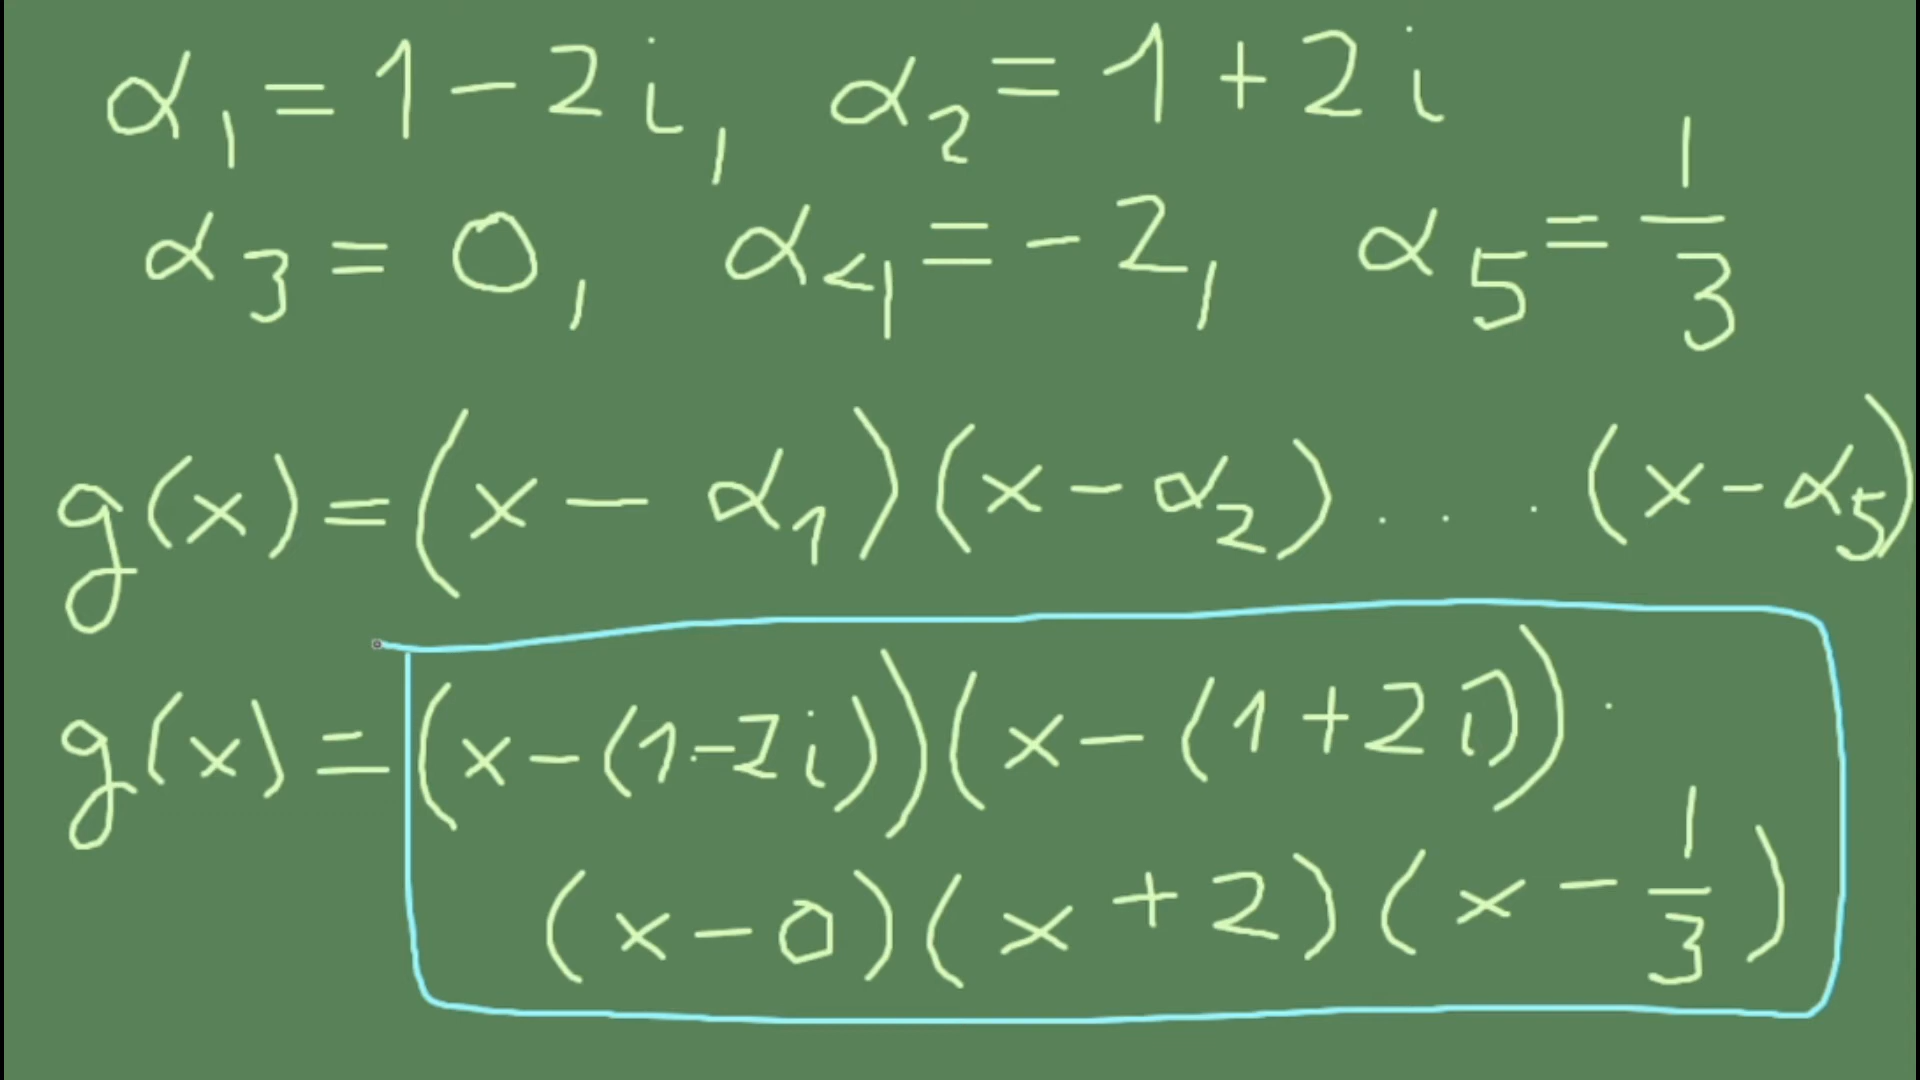 α₁ = 1 − 2i, α₂ = 1 + 2i
α₃ = 0, α₄ = −2, α₅ = 1/3
g(x) = (x − α₁)(x − α₂) . . . (x − α₅)
g(x) = (x − (1 − 2i))(x − (1 + 2i)) ·
(x − 0)(x + 2)(x − 1/3)